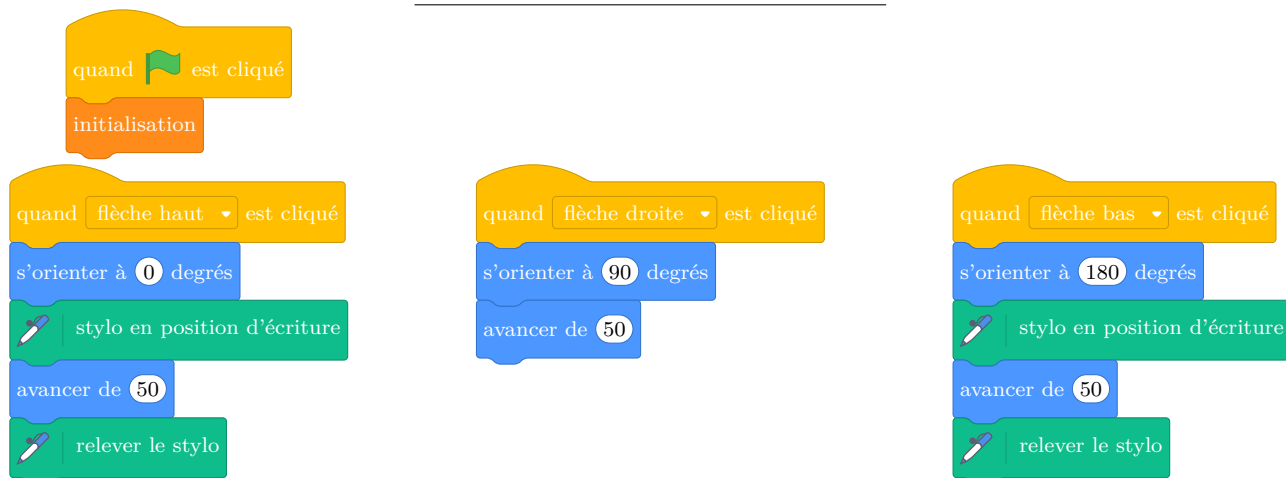 quand est cliqué
initialisation
quand flèche haut est cliqué
s'orienter à 0 degrés
stylo en position d'écriture
avancer de 50
relever le stylo
quand flèche droite est cliqué
s'orienter à 90 degrés
avancer de 50
quand flèche bas est cliqué
s'orienter à 180 degrés
stylo en position d'écriture
avancer de 50
relever le stylo